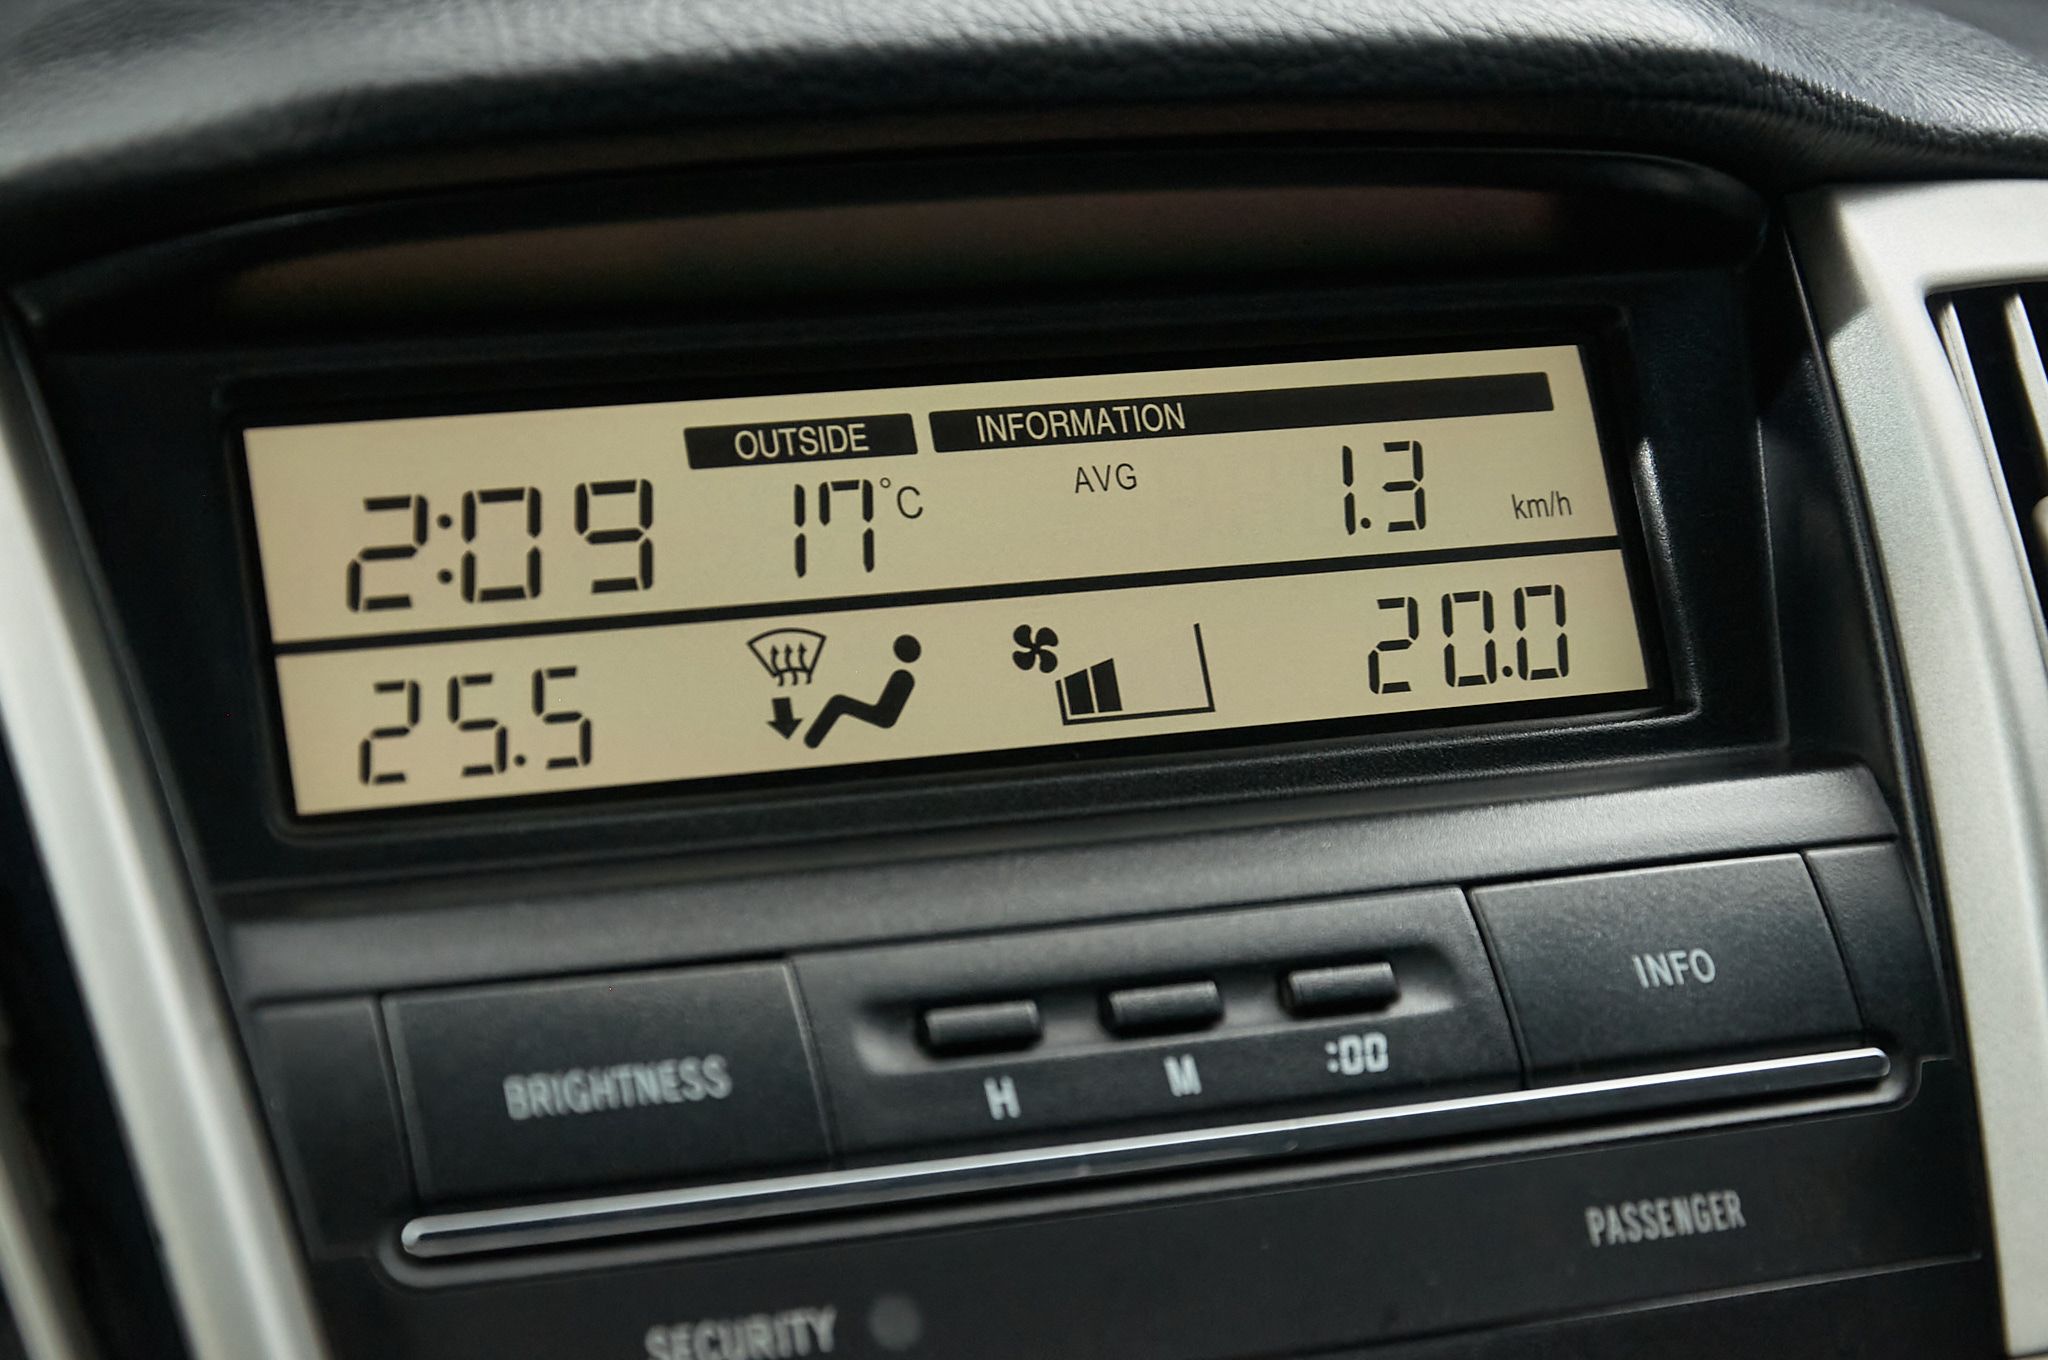 OUTSIDE INFORMATION
2:09 17°C AVG 1.3 km/h
25.5 20.0
BRIGHTNESS H M :00 INFO
PASSENGER
SECURITY